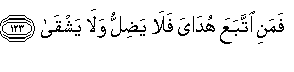 فَمَنِ ٱتَّبَعَ هُدَاىَ فَلَا يَضِلُّ وَلَا يَشْقَىٰ ١٢٣